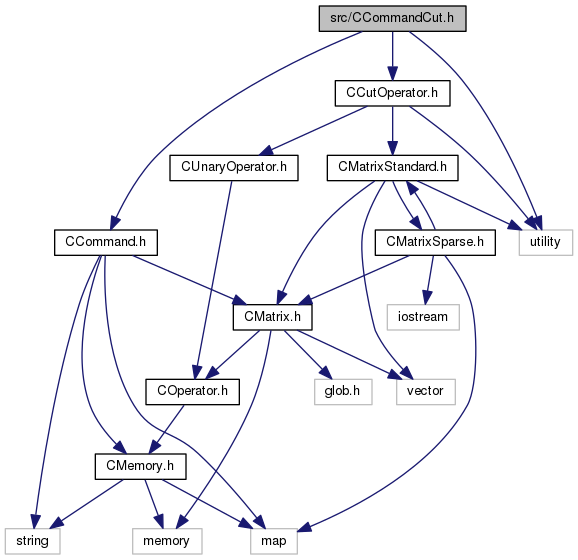 src/CCommandCut.h
CCutOperator.h
CUnaryOperator.h
CMatrixStandard.h
CCommand.h
CMatrixSparse.h
utility
CMatrix.h
iostream
COperator.h
glob.h
vector
CMemory.h
string
memory
map